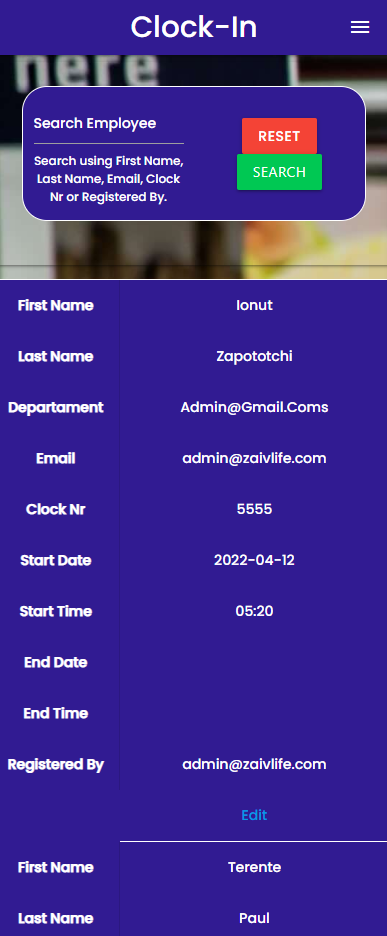 Clock-In
here
Search Employee
Search using First Name,
Last Name, Email, Clock
Nr or Registered By.
RESET
SEARCH
First Name Ionut
Last Name Zapototchi
Departament Admin@Gmail.Coms
Email admin@zaivlife.com
Clock Nr 5555
Start Date 2022-04-12
Start Time 05:20
End Date
End Time
Registered By admin@zaivlife.com
Edit
First Name Terente
Last Name Paul